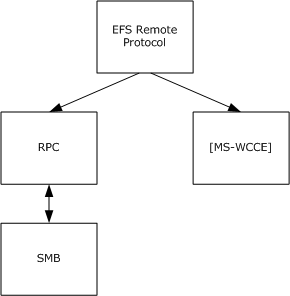 EFS Remote
Protocol
RPC
[MS-WCCE]
SMB